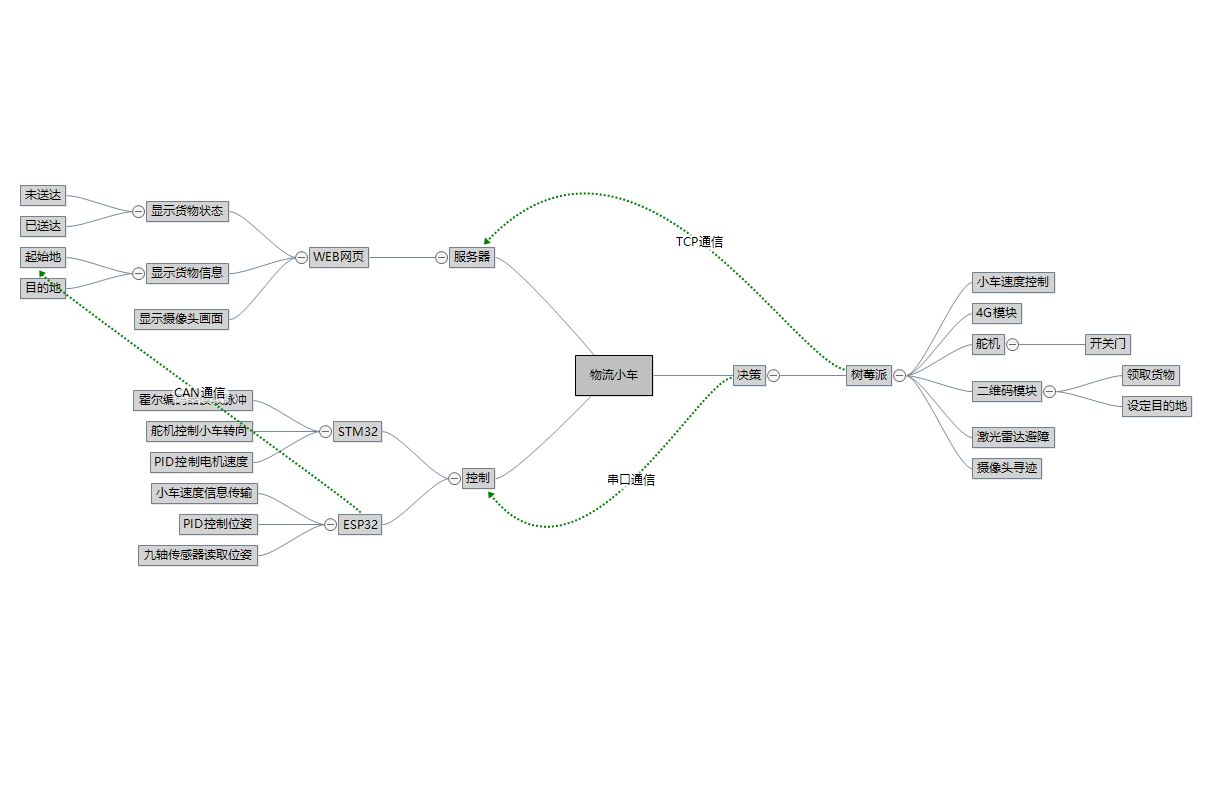 未送达
已送达
显示货物状态
起始地
目的地
显示货物信息
显示摄像头画面
WEB网页
服务器
TCP通信
物流小车
决策
树莓派
小车速度控制
4G模块
舵机
开关门
二维码模块
领取货物
设定目的地
激光雷达避障
摄像头寻迹
CAN通信
霍尔编码器 脉冲
舵机控制小车转向
PID控制电机速度
STM32
控制
串口通信
小车速度信息传输
PID控制位姿
九轴传感器读取位姿
ESP32